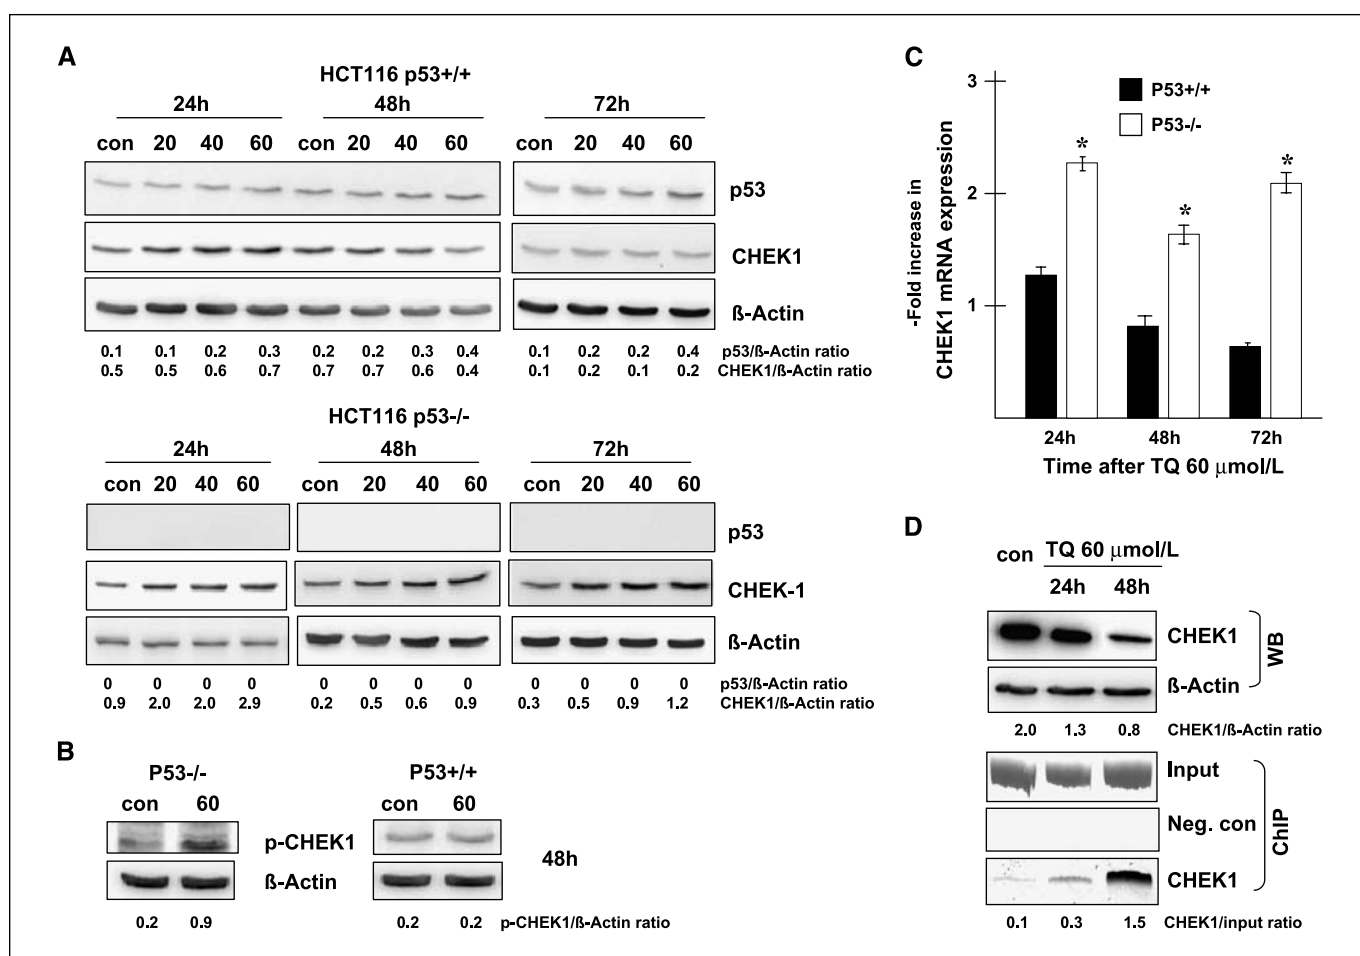 A
HCT116 p53+/+
24h 48h 72h
con 20 40 60 con 20 40 60 con 20 40 60
p53
CHEK1
ß-Actin
0.1 0.1 0.2 0.3 0.2 0.2 0.3 0.4 0.1 0.2 0.2 0.4 p53/ß-Actin ratio
0.5 0.5 0.6 0.7 0.7 0.7 0.6 0.4 0.1 0.2 0.1 0.2 CHEK1/ß-Actin ratio
HCT116 p53-/-
24h 48h 72h
con 20 40 60 con 20 40 60 con 20 40 60
p53
CHEK-1
ß-Actin
0 0 0 0 0 0 0 0 0 0 0 0 p53/ß-Actin ratio
0.9 2.0 2.0 2.9 0.2 0.5 0.6 0.9 0.3 0.5 0.9 1.2 CHEK1/ß-Actin ratio
B
P53-/- P53+/+
con 60 con 60
p-CHEK1
ß-Actin
48h
0.2 0.9 0.2 0.2 p-CHEK1/ß-Actin ratio
C
-Fold increase in
CHEK1 mRNA expression
3
2
1
P53+/+
P53-/-
* * *
24h 48h 72h
Time after TQ 60 μmol/L
D
con TQ 60 μmol/L
24h 48h
CHEK1
ß-Actin
WB
2.0 1.3 0.8 CHEK1/ß-Actin ratio
Input
Neg. con
CHEK1
ChIP
0.1 0.3 1.5 CHEK1/input ratio